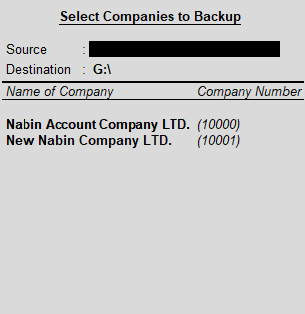 Select Companies to Backup
Source :
Destination : G:\
Name of Company Company Number
Nabin Account Company LTD. (10000)
New Nabin Company LTD. (10001)